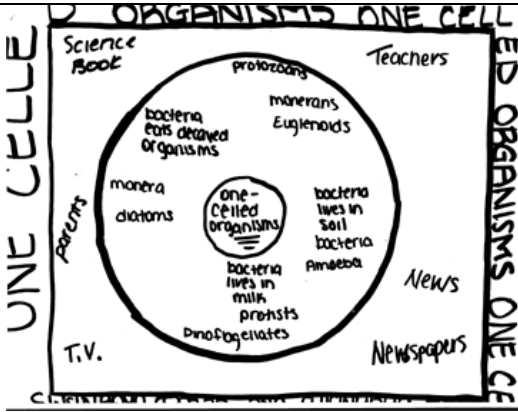 D ORGANISMS ONE CELL
ED ORGANISMS ONE CE
ONE CELLE
Science
Book
Teachers
protozoans
monerans
Euglenoids
bacteria
eats decayed
organisms
monera
diatoms
one-
celled
organisms
bacteria
lives in
soil
bacteria
Amoeba
bacteria
lives in
milk
protists
Dinoflagellates
parents
News
T.V.
Newspapers